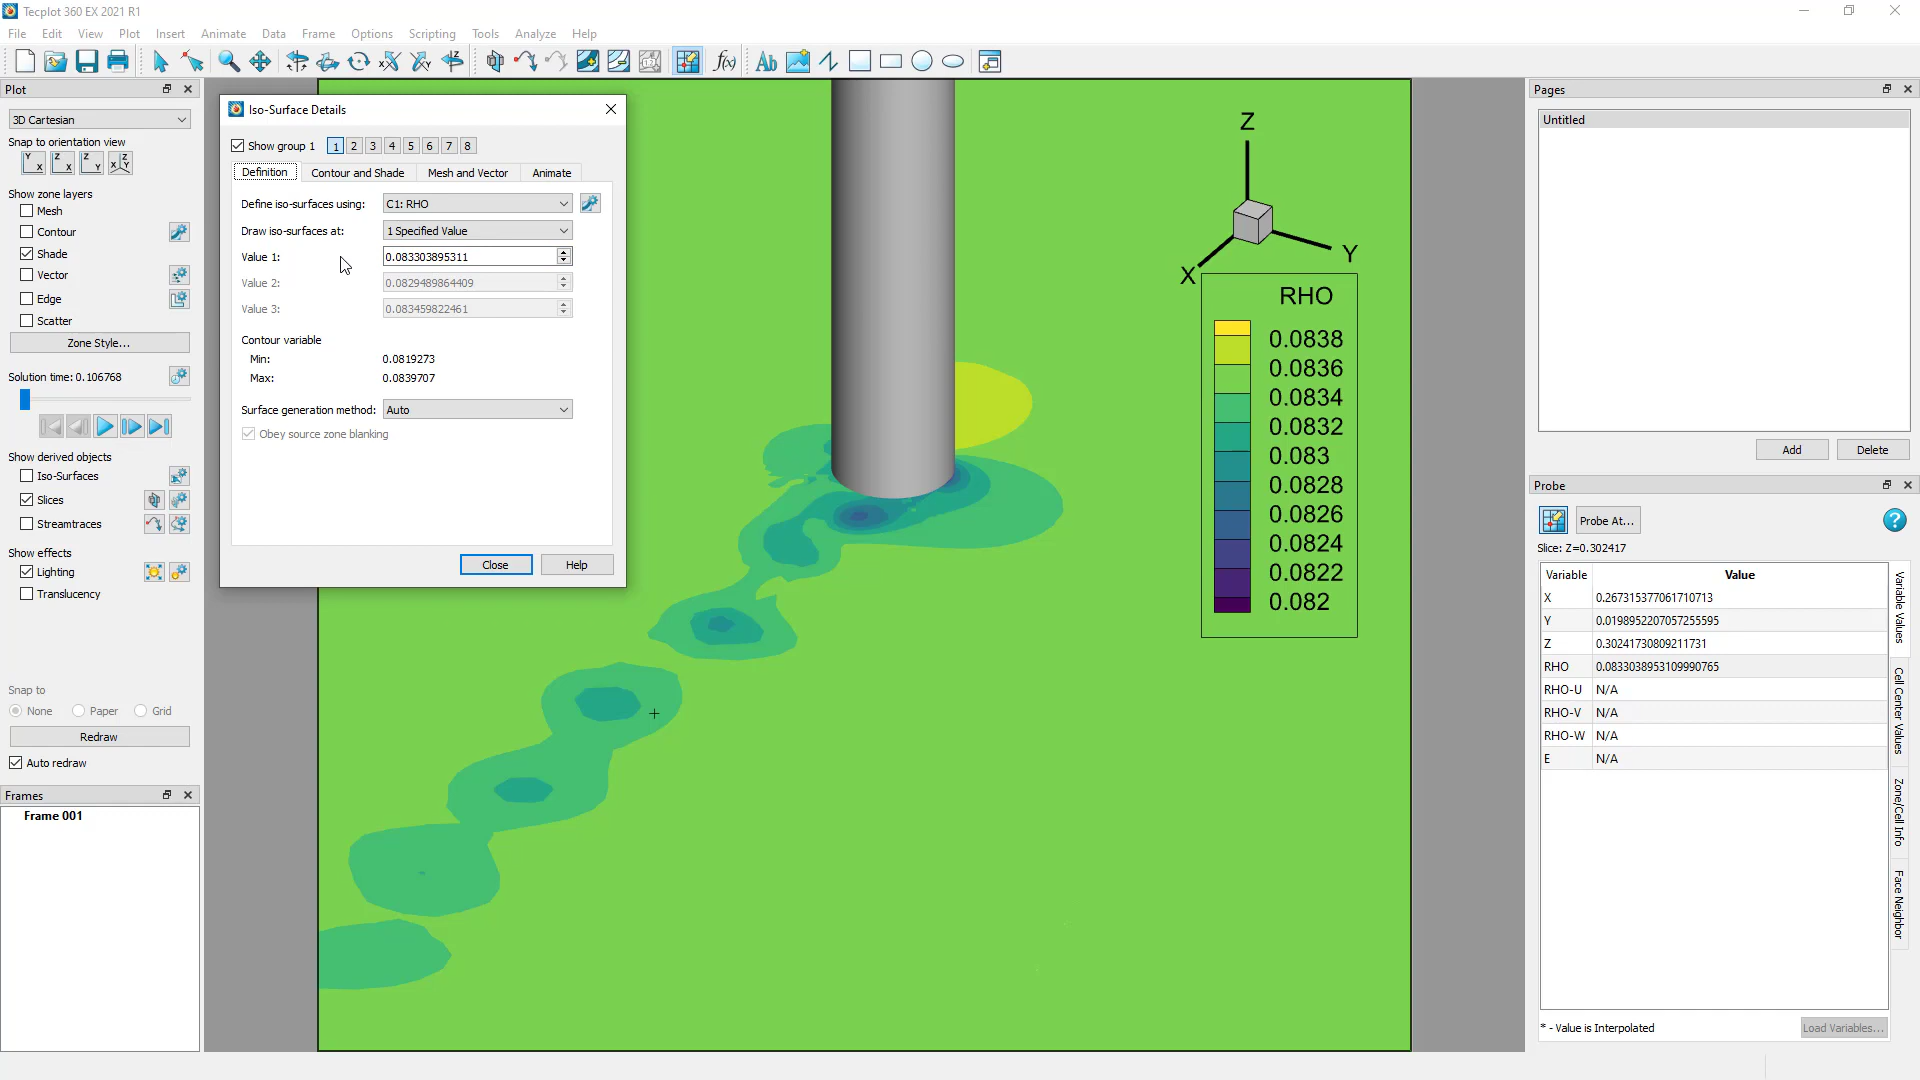 Tecplot 360 EX 2021 R1
File Edit View Plot Insert Animate Data Frame Options Scripting Tools Analyze Help
Plot
3D Cartesian
Snap to orientation view
Show zone layers
Mesh
Contour
Shade
Vector
Edge
Scatter
Zone Style...
Solution time: 0.106768
Show derived objects
Iso-Surfaces
Slices
Streamtraces
Show effects
Lighting
Translucency
Snap to
None Paper Grid
Redraw
Auto redraw
Frames
Frame 001
Iso-Surface Details
Show group 1 1 2 3 4 5 6 7 8
Definition Contour and Shade Mesh and Vector Animate
Define iso-surfaces using: C1: RHO
Draw iso-surfaces at: 1 Specified Value
Value 1: 0.083303895311
Value 2: 0.0829489864409
Value 3: 0.083459822461
Contour variable
Min: 0.0819273
Max: 0.0839707
Surface generation method: Auto
Obey source zone blanking
Close Help
Z
Y
X
RHO
0.0838
0.0836
0.0834
0.0832
0.083
0.0828
0.0826
0.0824
0.0822
0.082
Pages
Untitled
Add Delete
Probe
Probe At... ?
Slice: Z=0.302417
Variable Value
X 0.267315377061710713
Y 0.0198952207057255595
Z 0.30241730809211731
RHO 0.0833038953109990765
RHO-U N/A
RHO-V N/A
RHO-W N/A
E N/A
Variable Values
Cell Center Values
Zone/Cell Info
Face Neighbor
* - Value is Interpolated Load Variables...